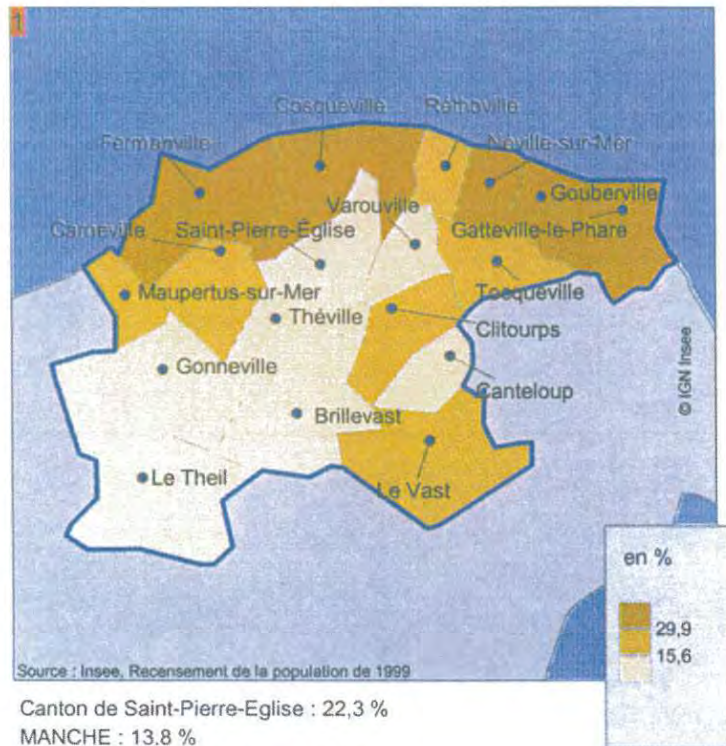 1
Cosqueville
Réthoville
Fermanville
Néville-sur-Mer
Gouberville
Varouville
Carneville
Saint-Pierre-Église
Gatteville-le-Phare
Maupertus-sur-Mer
Tocqueville
Théville
Clitourps
Gonneville
Canteloup
Brillevast
Le Theil
Le Vast
© IGN Insee
en %
29,9
15,6
Source : Insee, Recensement de la population de 1999
Canton de Saint-Pierre-Eglise : 22,3 %
MANCHE : 13,8 %